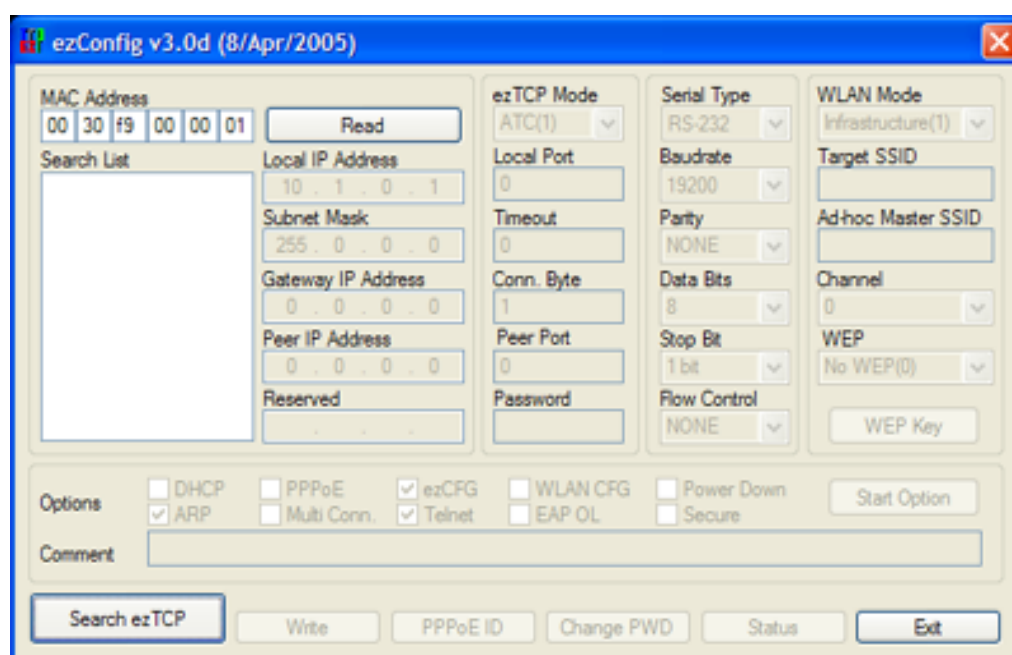 ezConfig v3.0d (8/Apr/2005)
MAC Address
00 30 f9 00 00 01
Read
Search List
Local IP Address
10 . 1 . 0 . 1
Subnet Mask
255 . 0 . 0 . 0
Gateway IP Address
0 . 0 . 0 . 0
Peer IP Address
0 . 0 . 0 . 0
Reserved
. . .
ezTCP Mode
ATC(1)
Local Port
0
Timeout
0
Conn. Byte
1
Peer Port
0
Password
Serial Type
RS-232
Baudrate
19200
Parity
NONE
Data Bits
8
Stop Bit
1 bit
Flow Control
NONE
WLAN Mode
Infrastructure(1)
Target SSID
Ad-hoc Master SSID
Channel
0
WEP
No WEP(0)
WEP Key
Options
DHCP PPPoE ezCFG WLAN CFG Power Down
ARP Multi Conn. Telnet EAP OL Secure
Start Option
Comment
Search ezTCP Write PPPoE ID Change PWD Status Exit